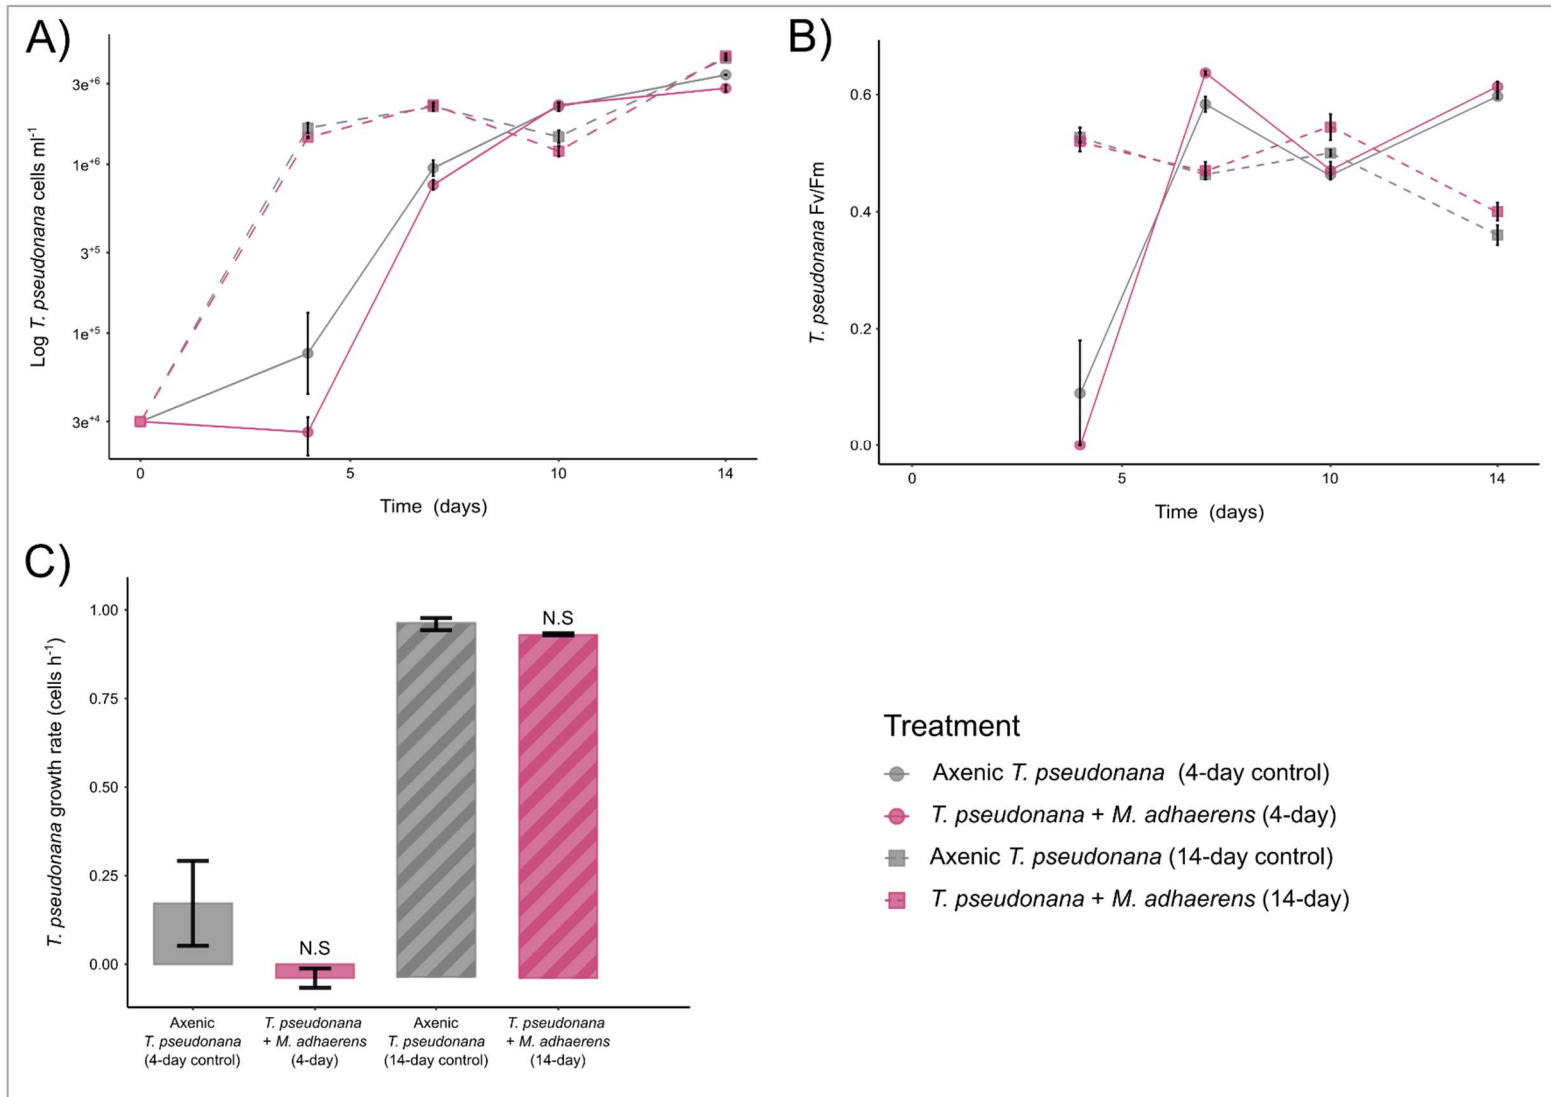 A)
Log T. pseudonana cells ml⁻¹
3e⁺⁶
1e⁺⁶
3e⁺⁵
1e⁺⁵
3e⁺⁴
0
5
10
14
Time (days)
B)
T. pseudonana Fv/Fm
0.6
0.4
0.2
0.0
0
5
10
14
Time (days)
C)
T. pseudonana growth rate (cells h⁻¹)
1.00
0.75
0.50
0.25
0.00
N.S
N.S
Axenic
T. pseudonana
(4-day control)
T. pseudonana
+ M. adhaerens
(4-day)
Axenic
T. pseudonana
(14-day control)
T. pseudonana
+ M. adhaerens
(14-day)
Treatment
Axenic T. pseudonana (4-day control)
T. pseudonana + M. adhaerens (4-day)
Axenic T. pseudonana (14-day control)
T. pseudonana + M. adhaerens (14-day)